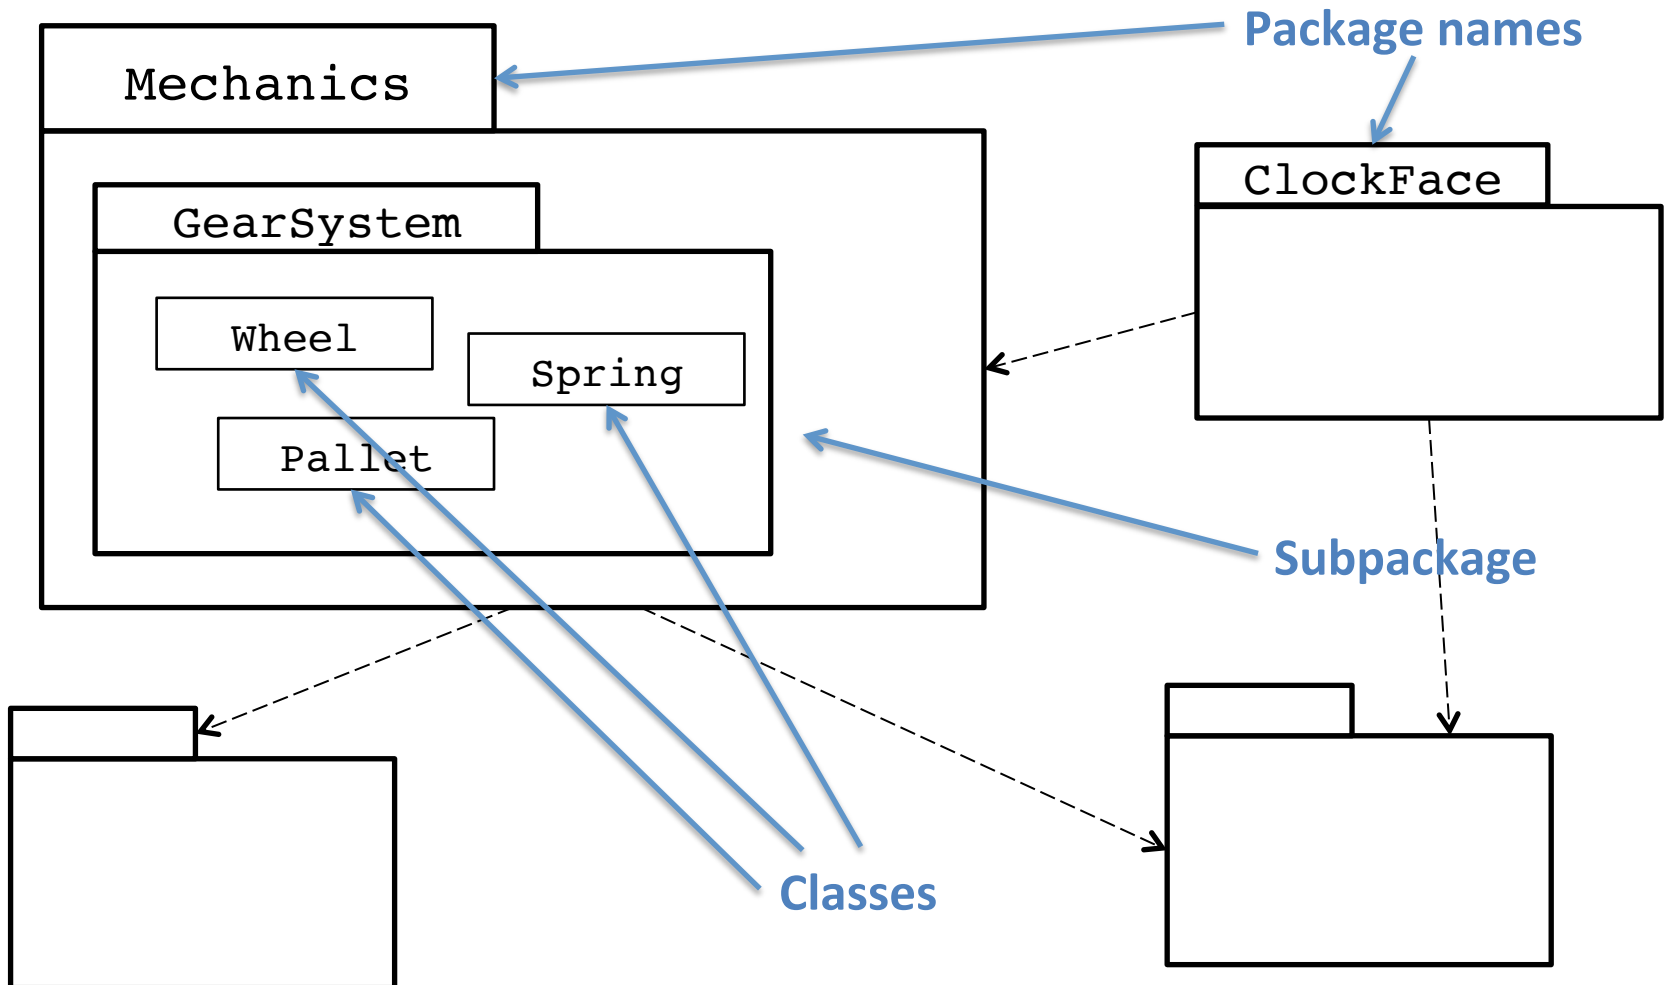 Package names
Mechanics
ClockFace
GearSystem
Wheel
Spring
Pallet
Subpackage
Classes